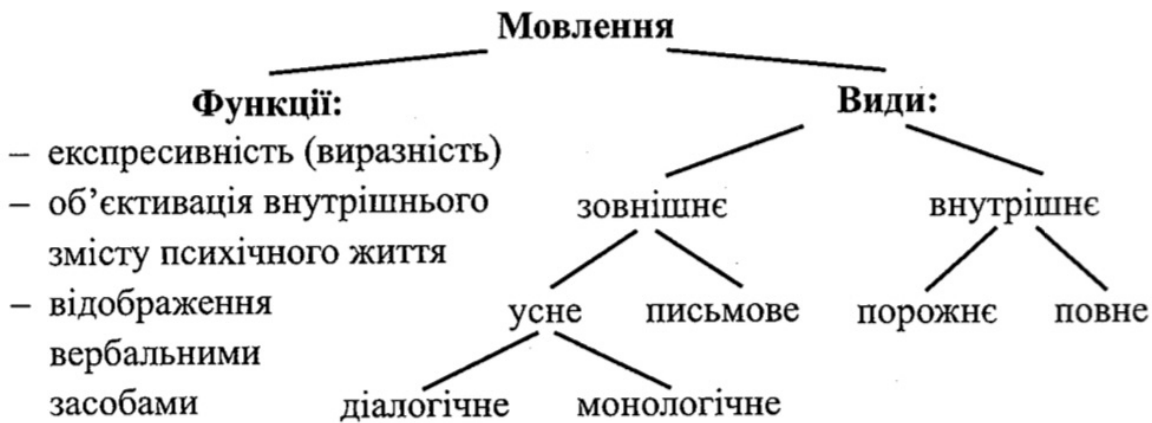 Мовлення
Функції:
– експресивність (виразність)
– об’єктивація внутрішнього
змісту психічного життя
– відображення
вербальними
засобами
Види:
зовнішнє внутрішнє
усне письмове порожнє повне
діалогічне монологічне